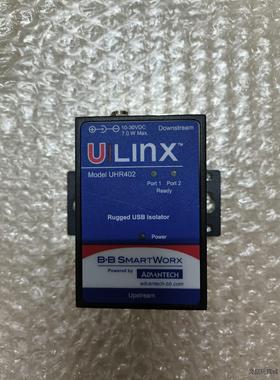 10-30VDC
7.0 W Max.
Downstream
ULINX™
Model UHR402
Port 1 Port 2
Ready
Rugged USB Isolator
Power
B+B SMARTWORX
Powered by ADVANTECH
advantech-bb.com
Upstream